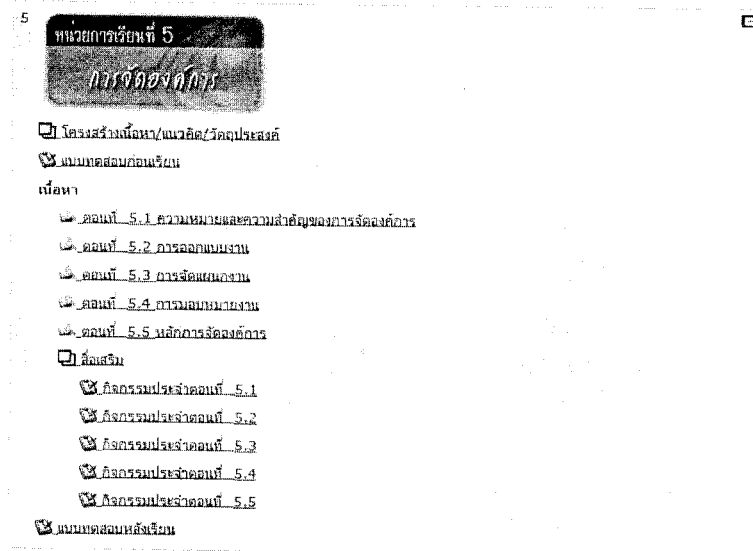 5
หน่วยการเรียนที่ 5
การจัดองค์การ
โครงสร้างเนื้อหา/แนวคิด/วัตถุประสงค์
แบบทดสอบก่อนเรียน
เนื้อหา
ตอนที่ 5.1 ความหมายและความสำคัญของการจัดองค์การ
ตอนที่ 5.2 การออกแบบงาน
ตอนที่ 5.3 การจัดแผนกงาน
ตอนที่ 5.4 การมอบหมายงาน
ตอนที่ 5.5 หลักการจัดองค์การ
สื่อเสริม
กิจกรรมประจำตอนที่ 5.1
กิจกรรมประจำตอนที่ 5.2
กิจกรรมประจำตอนที่ 5.3
กิจกรรมประจำตอนที่ 5.4
กิจกรรมประจำตอนที่ 5.5
แบบทดสอบหลังเรียน